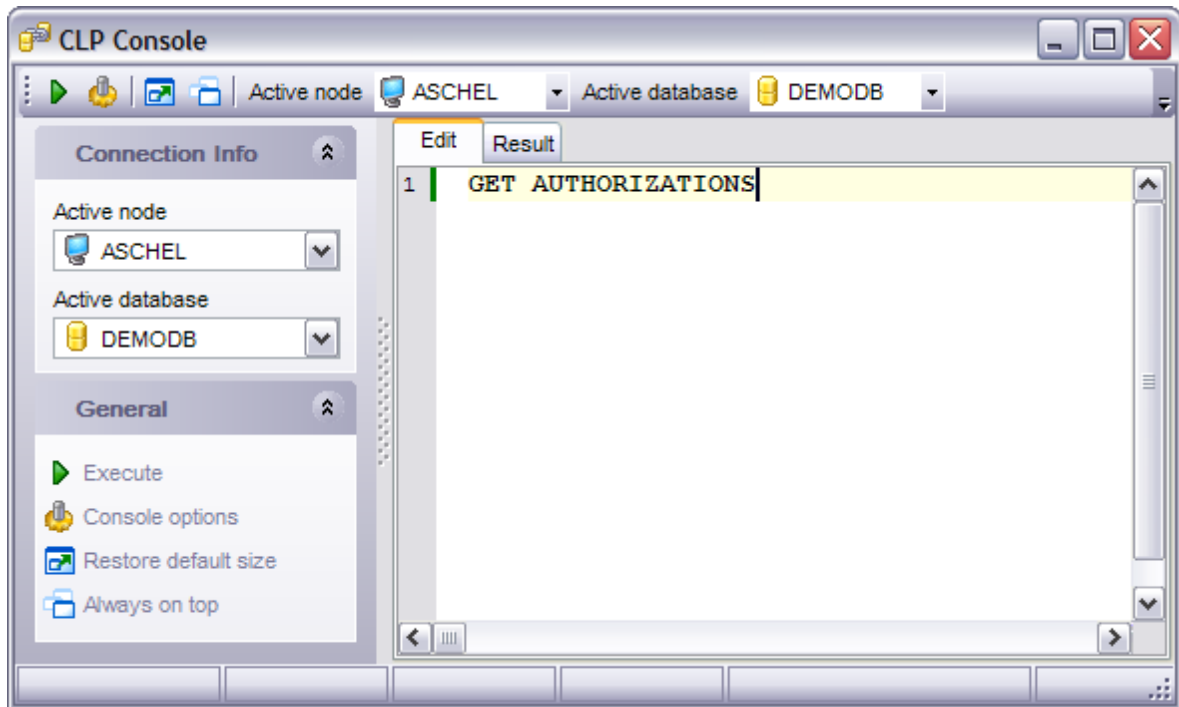 CLP Console
Active node ASCHEL Active database DEMODB
Connection Info
Active node
ASCHEL
Active database
DEMODB
General
Execute
Console options
Restore default size
Always on top
Edit Result
1 GET AUTHORIZATIONS